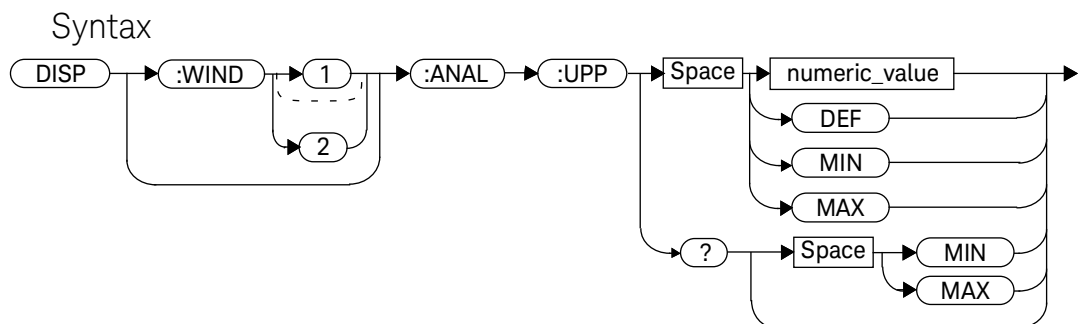 Syntax
DISP :WIND 1 :ANAL :UPP Space numeric_value
DEF
2
MIN
MAX
? Space MIN
MAX